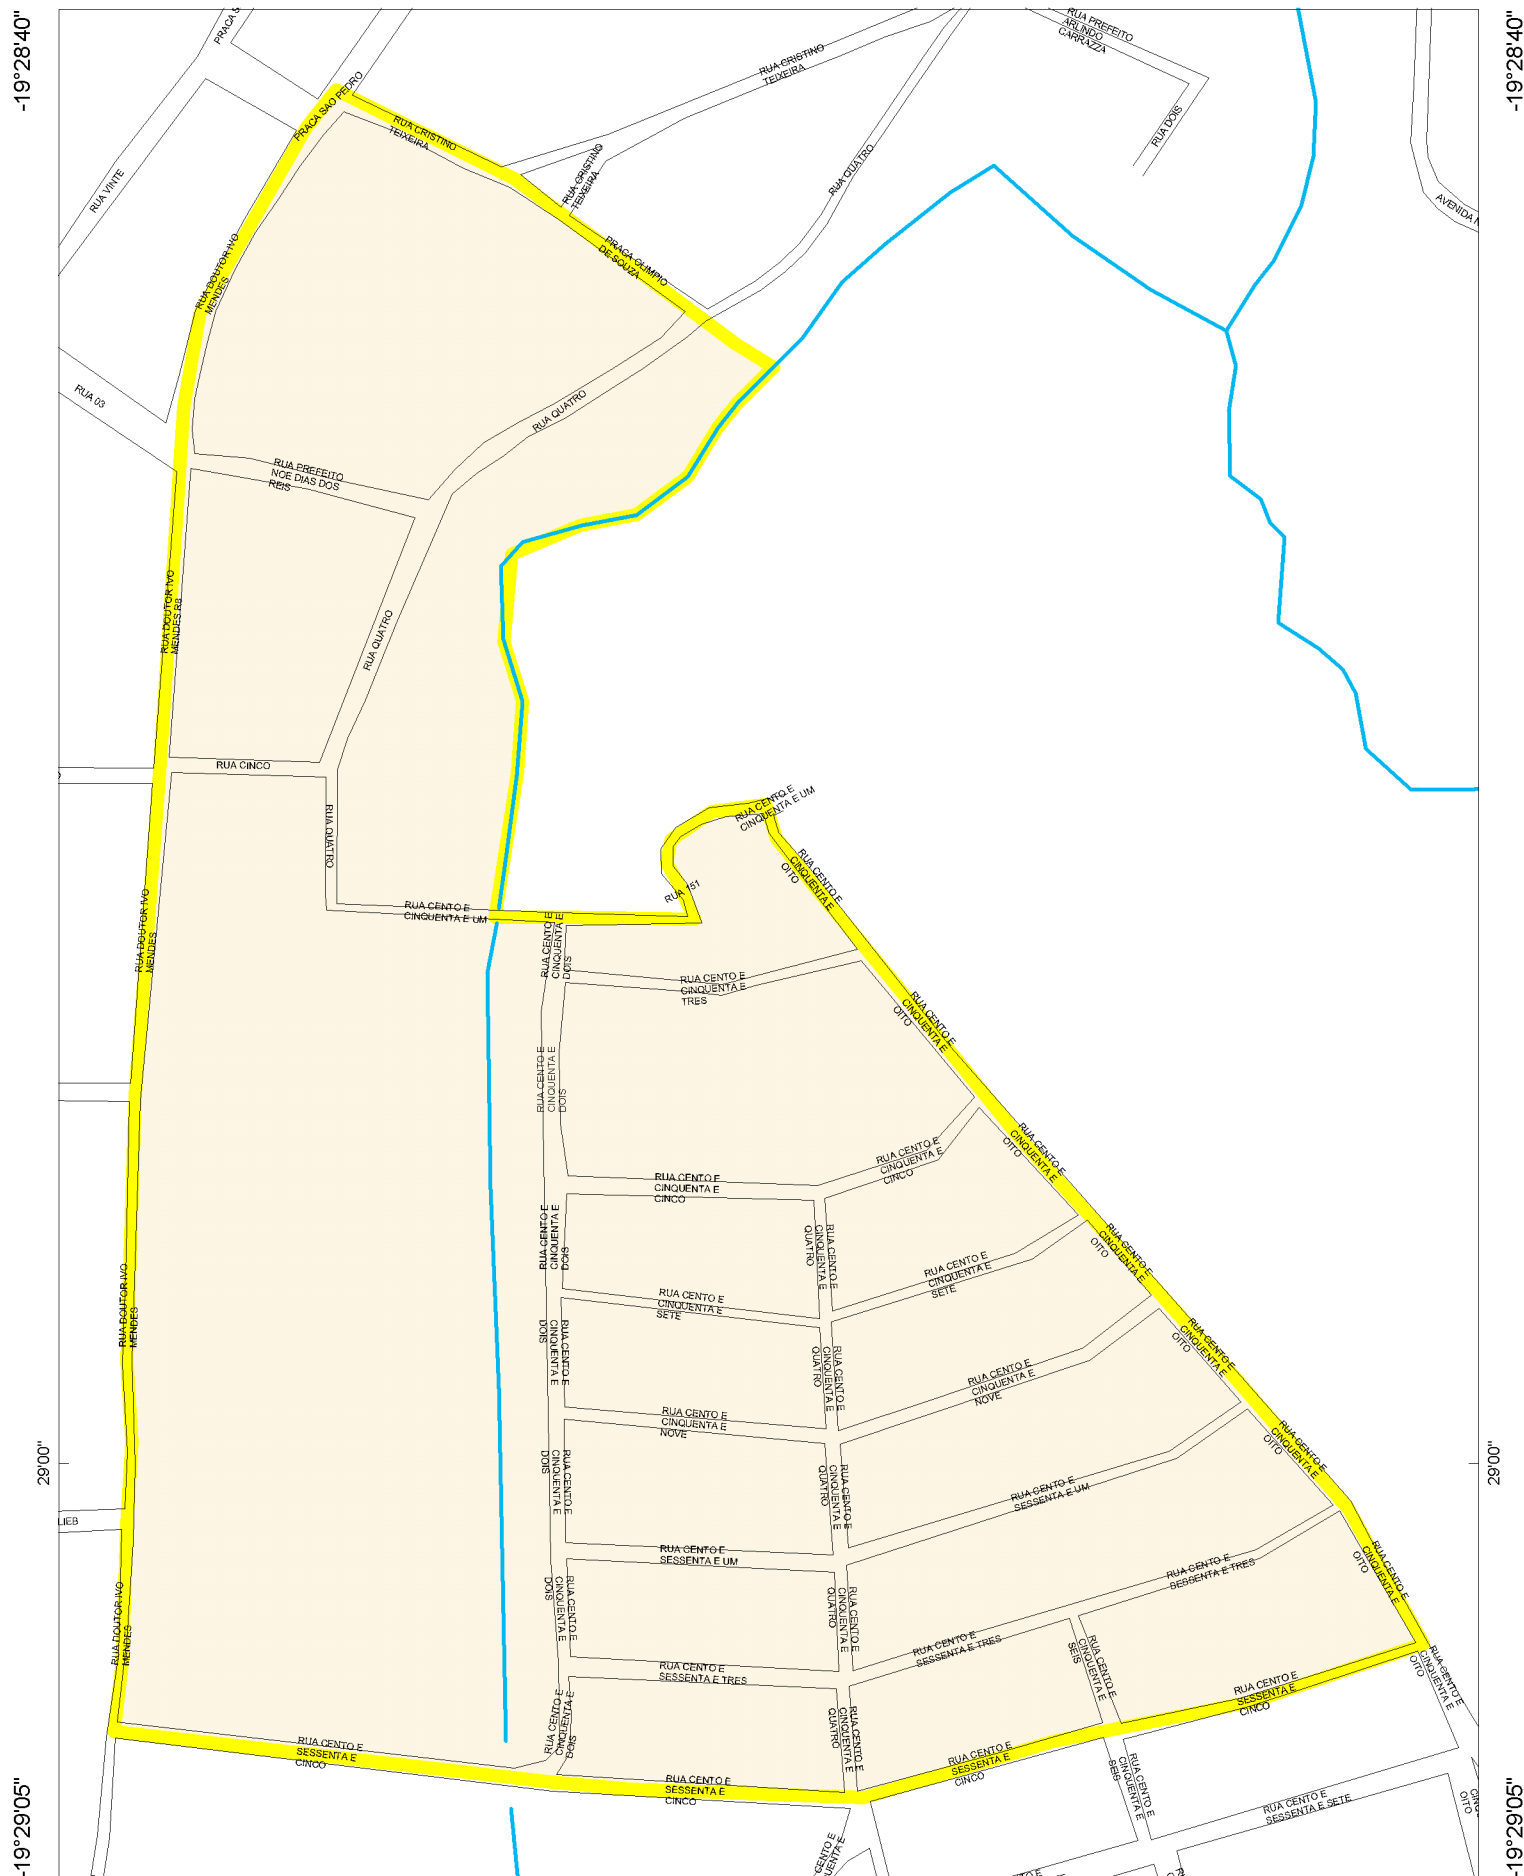 -19°28'40"
-19°28'40"
PRACA S
RUA PREFEITO
ARLINDO
CARRAZZA
RUA CRISTINO
TEIXEIRA
PRACA SAO PEDRO
RUA CRISTINO
TEIXEIRA
RUA DOIS
RUA CRISTINO
TEIXEIRA
RUA QUATRO
RUA VINTE
AVENIDA
PRACA OLIMPIO
DE SOUZA
RUA DOUTOR IVO
MENDES
RUA 03
RUA QUATRO
RUA PREFEITO
NOE DIAS DOS
REIS
RUA DOUTOR IVO
MENDES R8
RUA QUATRO
RUA CINCO
RUA QUATRO
RUA CENTO E
CINQUENTA E UM
RUA CENTO E
CINQUENTA E
OITO
RUA 151
RUA CENTO E
CINQUENTA E UM
RUA DOUTOR IVO
MENDES
RUA CENTO E
CINQUENTA E
DOIS
RUA CENTO E
CINQUENTA E
TRES
RUA CENTO E
CINQUENTA E
OITO
RUA CENTO E
CINQUENTA E
DOIS
RUA CENTO E
CINQUENTA E
CINCO
RUA CENTO E
CINQUENTA E
OITO
RUA CENTO E
CINQUENTA E
CINCO
RUA CENTO E
CINQUENTA E
DOIS
RUA CENTO E
CINQUENTA E
QUATRO
RUA CENTO E
CINQUENTA E
SETE
RUA CENTO E
CINQUENTA E
OITO
RUA DOUTOR IVO
MENDES
RUA CENTO E
CINQUENTA E
SETE
RUA CENTO E
CINQUENTA E
DOIS
RUA CENTO E
CINQUENTA E
QUATRO
RUA CENTO E
CINQUENTA E
NOVE
RUA CENTO E
CINQUENTA E
OITO
RUA CENTO E
CINQUENTA E
NOVE
29'00"
29'00"
RUA CENTO E
CINQUENTA E
DOIS
RUA CENTO E
CINQUENTA E
QUATRO
RUA CENTO E
SESSENTA E UM
RUA CENTO E
CINQUENTA E
OITO
LIEB
RUA CENTO E
SESSENTA E UM
RUA CENTO E
SESSENTA E TRES
RUA CENTO E
CINQUENTA E
OITO
RUA DOUTOR IVO
MENDES
RUA CENTO E
CINQUENTA E
DOIS
RUA CENTO E
CINQUENTA E
QUATRO
RUA CENTO E
SESSENTA E TRES
RUA CENTO E
CINQUENTA E
SEIS
RUA CENTO E
SESSENTA E TRES
RUA CENTO E
CINQUENTA E
OITO
RUA CENTO E
SESSENTA E
CINCO
RUA CENTO E
CINQUENTA E
DOIS
RUA CENTO E
CINQUENTA E
QUATRO
RUA CENTO E
SESSENTA E
CINCO
RUA CENTO E
SESSENTA E
CINCO
RUA CENTO E
SESSENTA E
CINCO
RUA CENTO E
CINQUENTA E
SEIS
RUA CENTO E
SESSENTA E SETE
OITO
-19°29'05"
-19°29'05"